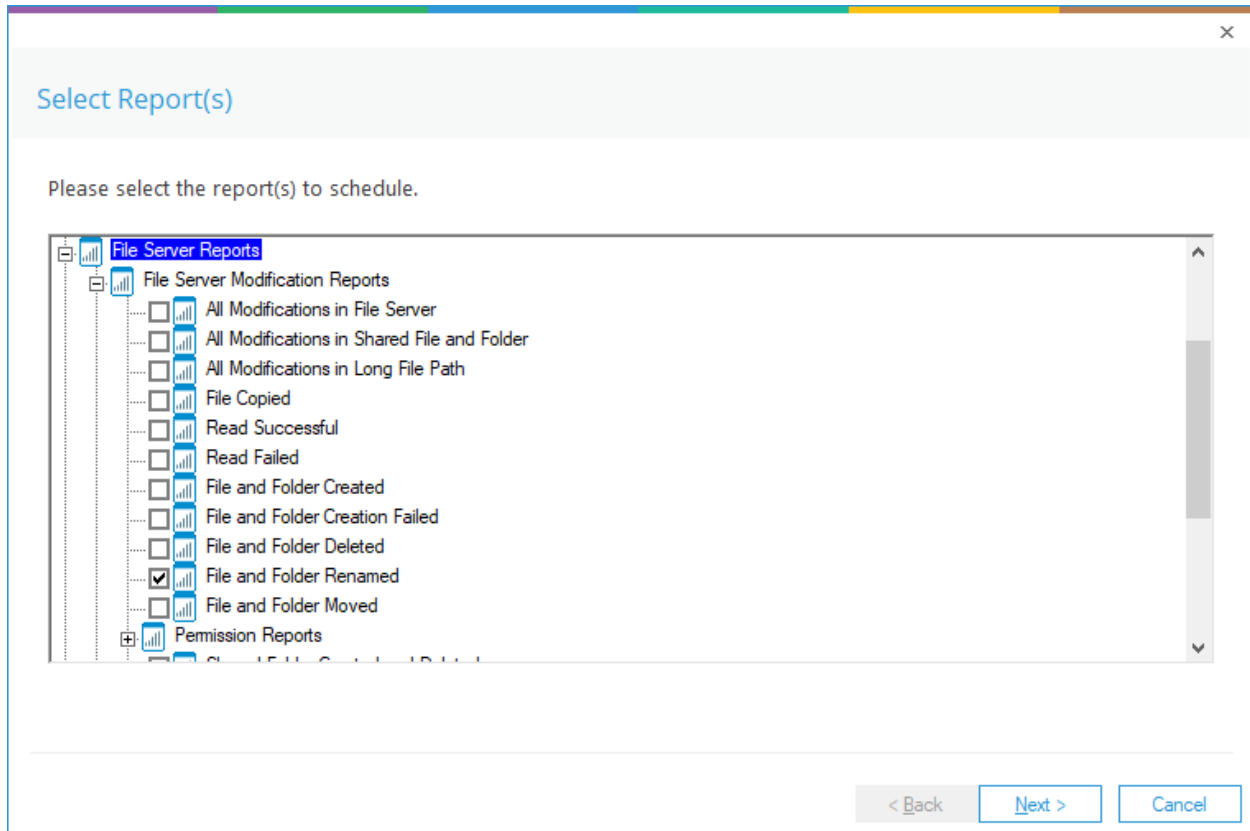 Select Report(s)
Please select the report(s) to schedule.
File Server Reports
File Server Modification Reports
All Modifications in File Server
All Modifications in Shared File and Folder
All Modifications in Long File Path
File Copied
Read Successful
Read Failed
File and Folder Created
File and Folder Creation Failed
File and Folder Deleted
File and Folder Renamed
File and Folder Moved
Permission Reports
< Back
Next >
Cancel